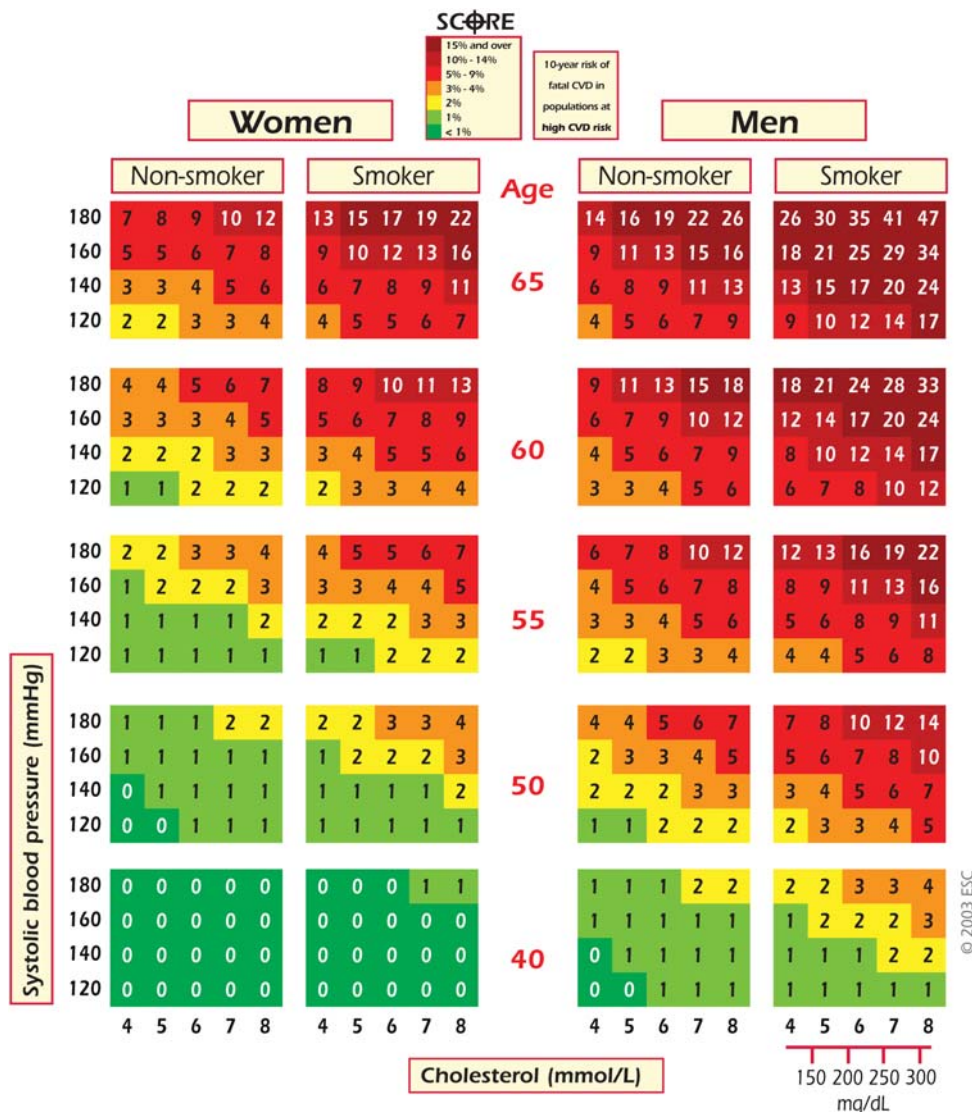 SCORE
15% and over
10% - 14%
5% - 9%
3% - 4%
2%
1%
< 1%
10-year risk of
fatal CVD in
populations at
high CVD risk
Women
Men
Non-smoker Smoker Age Non-smoker Smoker
180 7 8 9 10 12 13 15 17 19 22 14 16 19 22 26 26 30 35 41 47
160 5 5 6 7 8 9 10 12 13 16 9 11 13 15 16 18 21 25 29 34
140 3 3 4 5 6 6 7 8 9 11 65 6 8 9 11 13 13 15 17 20 24
120 2 2 3 3 4 4 5 5 6 7 4 5 6 7 9 9 10 12 14 17
180 4 4 5 6 7 8 9 10 11 13 9 11 13 15 18 18 21 24 28 33
160 3 3 3 4 5 5 6 7 8 9 6 7 9 10 12 12 14 17 20 24
140 2 2 2 3 3 3 4 5 5 6 60 4 5 6 7 9 8 10 12 14 17
120 1 1 2 2 2 2 3 3 4 4 3 3 4 5 6 6 7 8 10 12
180 2 2 3 3 4 4 5 5 6 7 6 7 8 10 12 12 13 16 19 22
160 1 2 2 2 3 3 3 4 4 5 4 5 6 7 8 8 9 11 13 16
140 1 1 1 1 2 2 2 2 3 3 55 3 3 4 5 6 5 6 8 9 11
120 1 1 1 1 1 1 1 2 2 2 2 2 3 3 4 4 4 5 6 8
180 1 1 1 2 2 2 2 3 3 4 4 4 5 6 7 7 8 10 12 14
160 1 1 1 1 1 1 2 2 2 3 2 3 3 4 5 5 6 7 8 10
140 0 1 1 1 1 1 1 1 1 2 50 2 2 2 3 3 3 4 5 6 7
120 0 0 1 1 1 1 1 1 1 1 1 1 2 2 2 2 3 3 4 5
180 0 0 0 0 0 0 0 0 1 1 1 1 1 2 2 2 2 3 3 4
160 0 0 0 0 0 0 0 0 0 0 1 1 1 1 1 1 2 2 2 3
140 0 0 0 0 0 0 0 0 0 0 40 0 1 1 1 1 1 1 1 2 2
120 0 0 0 0 0 0 0 0 0 0 0 0 1 1 1 1 1 1 1 1
4 5 6 7 8 4 5 6 7 8 4 5 6 7 8 4 5 6 7 8
Systolic blood pressure (mmHg)
Cholesterol (mmol/L)
150 200 250 300
mg/dL
© 2003 ESC